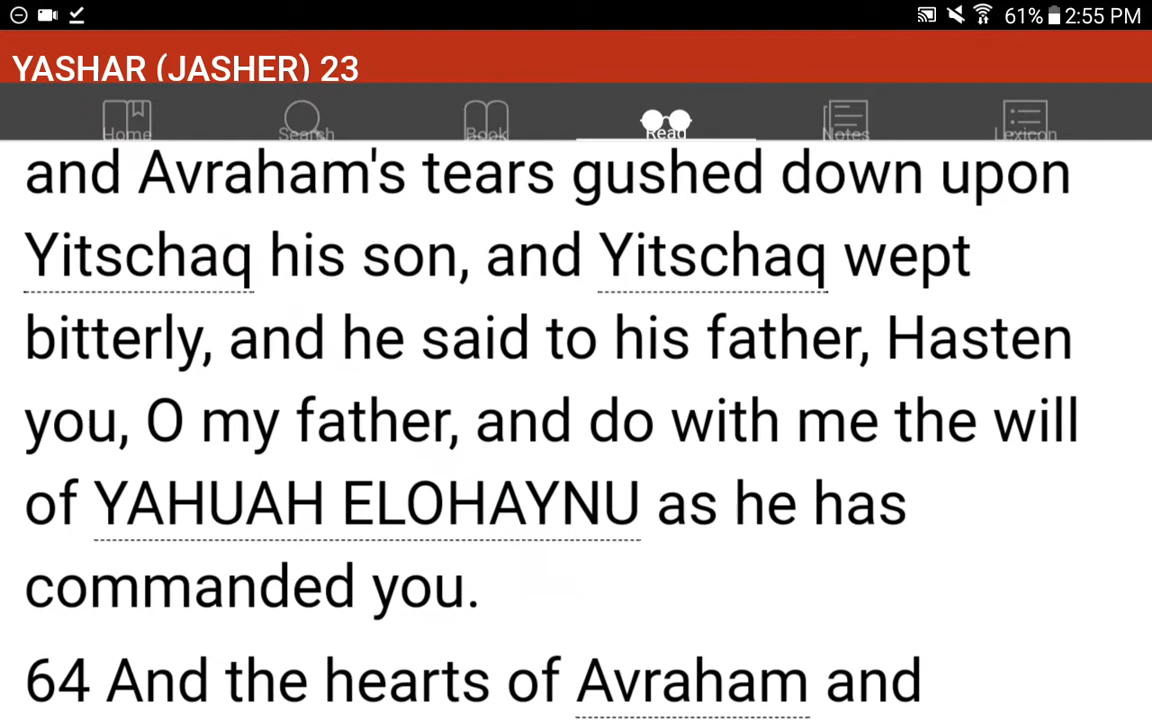 61% 2:55 PM
YASHAR (JASHER) 23
Home Search Book Read Notes Lexicon
and Avraham's tears gushed down upon
Yitschaq his son, and Yitschaq wept
bitterly, and he said to his father, Hasten
you, O my father, and do with me the will
of YAHUAH ELOHAYNU as he has
commanded you.
64 And the hearts of Avraham and